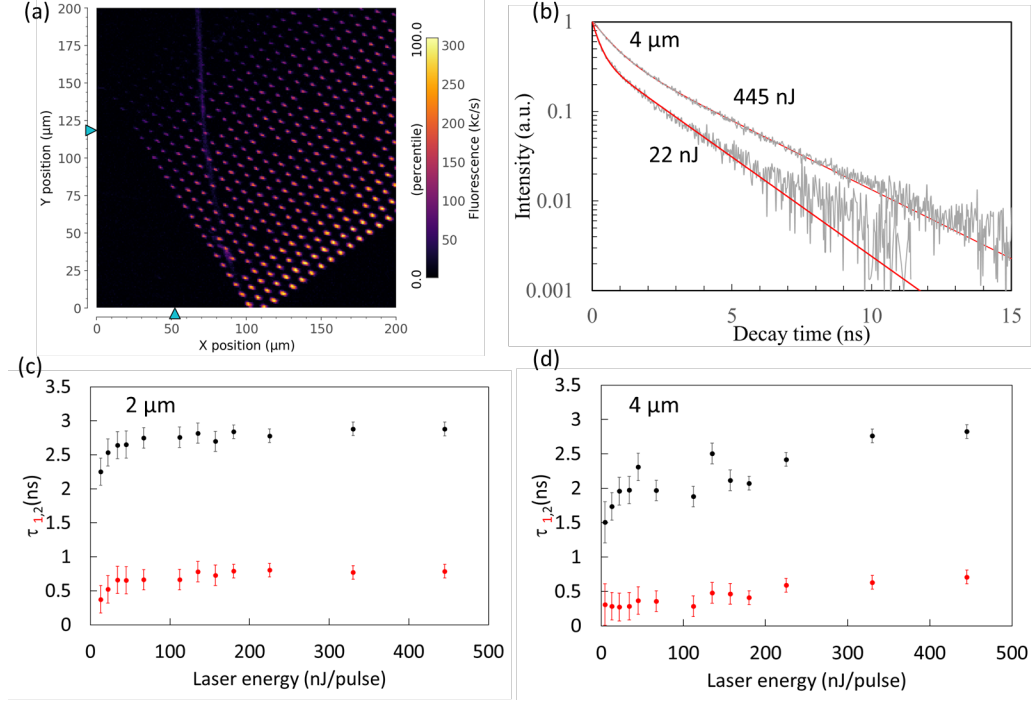 (a)
200
175
150
125
100
75
50
25
0
Y position (µm)
0 50 100 150 200
X position (µm)
100.0
(percentile)
0.0
300
250
200
150
100
50
Fluorescence (kc/s)
(b)
1
0.1
0.01
0.001
Intensity (a.u.)
4 µm
445 nJ
22 nJ
0 5 10 15
Decay time (ns)
(c)
3.5
3
2.5
2
1.5
1
0.5
0
τ 1,2(ns)
2 µm
0 100 200 300 400 500
Laser energy (nJ/pulse)
(d)
3.5
3
2.5
2
1.5
1
0.5
0
τ 1,2(ns)
4 µm
0 100 200 300 400 500
Laser energy (nJ/pulse)